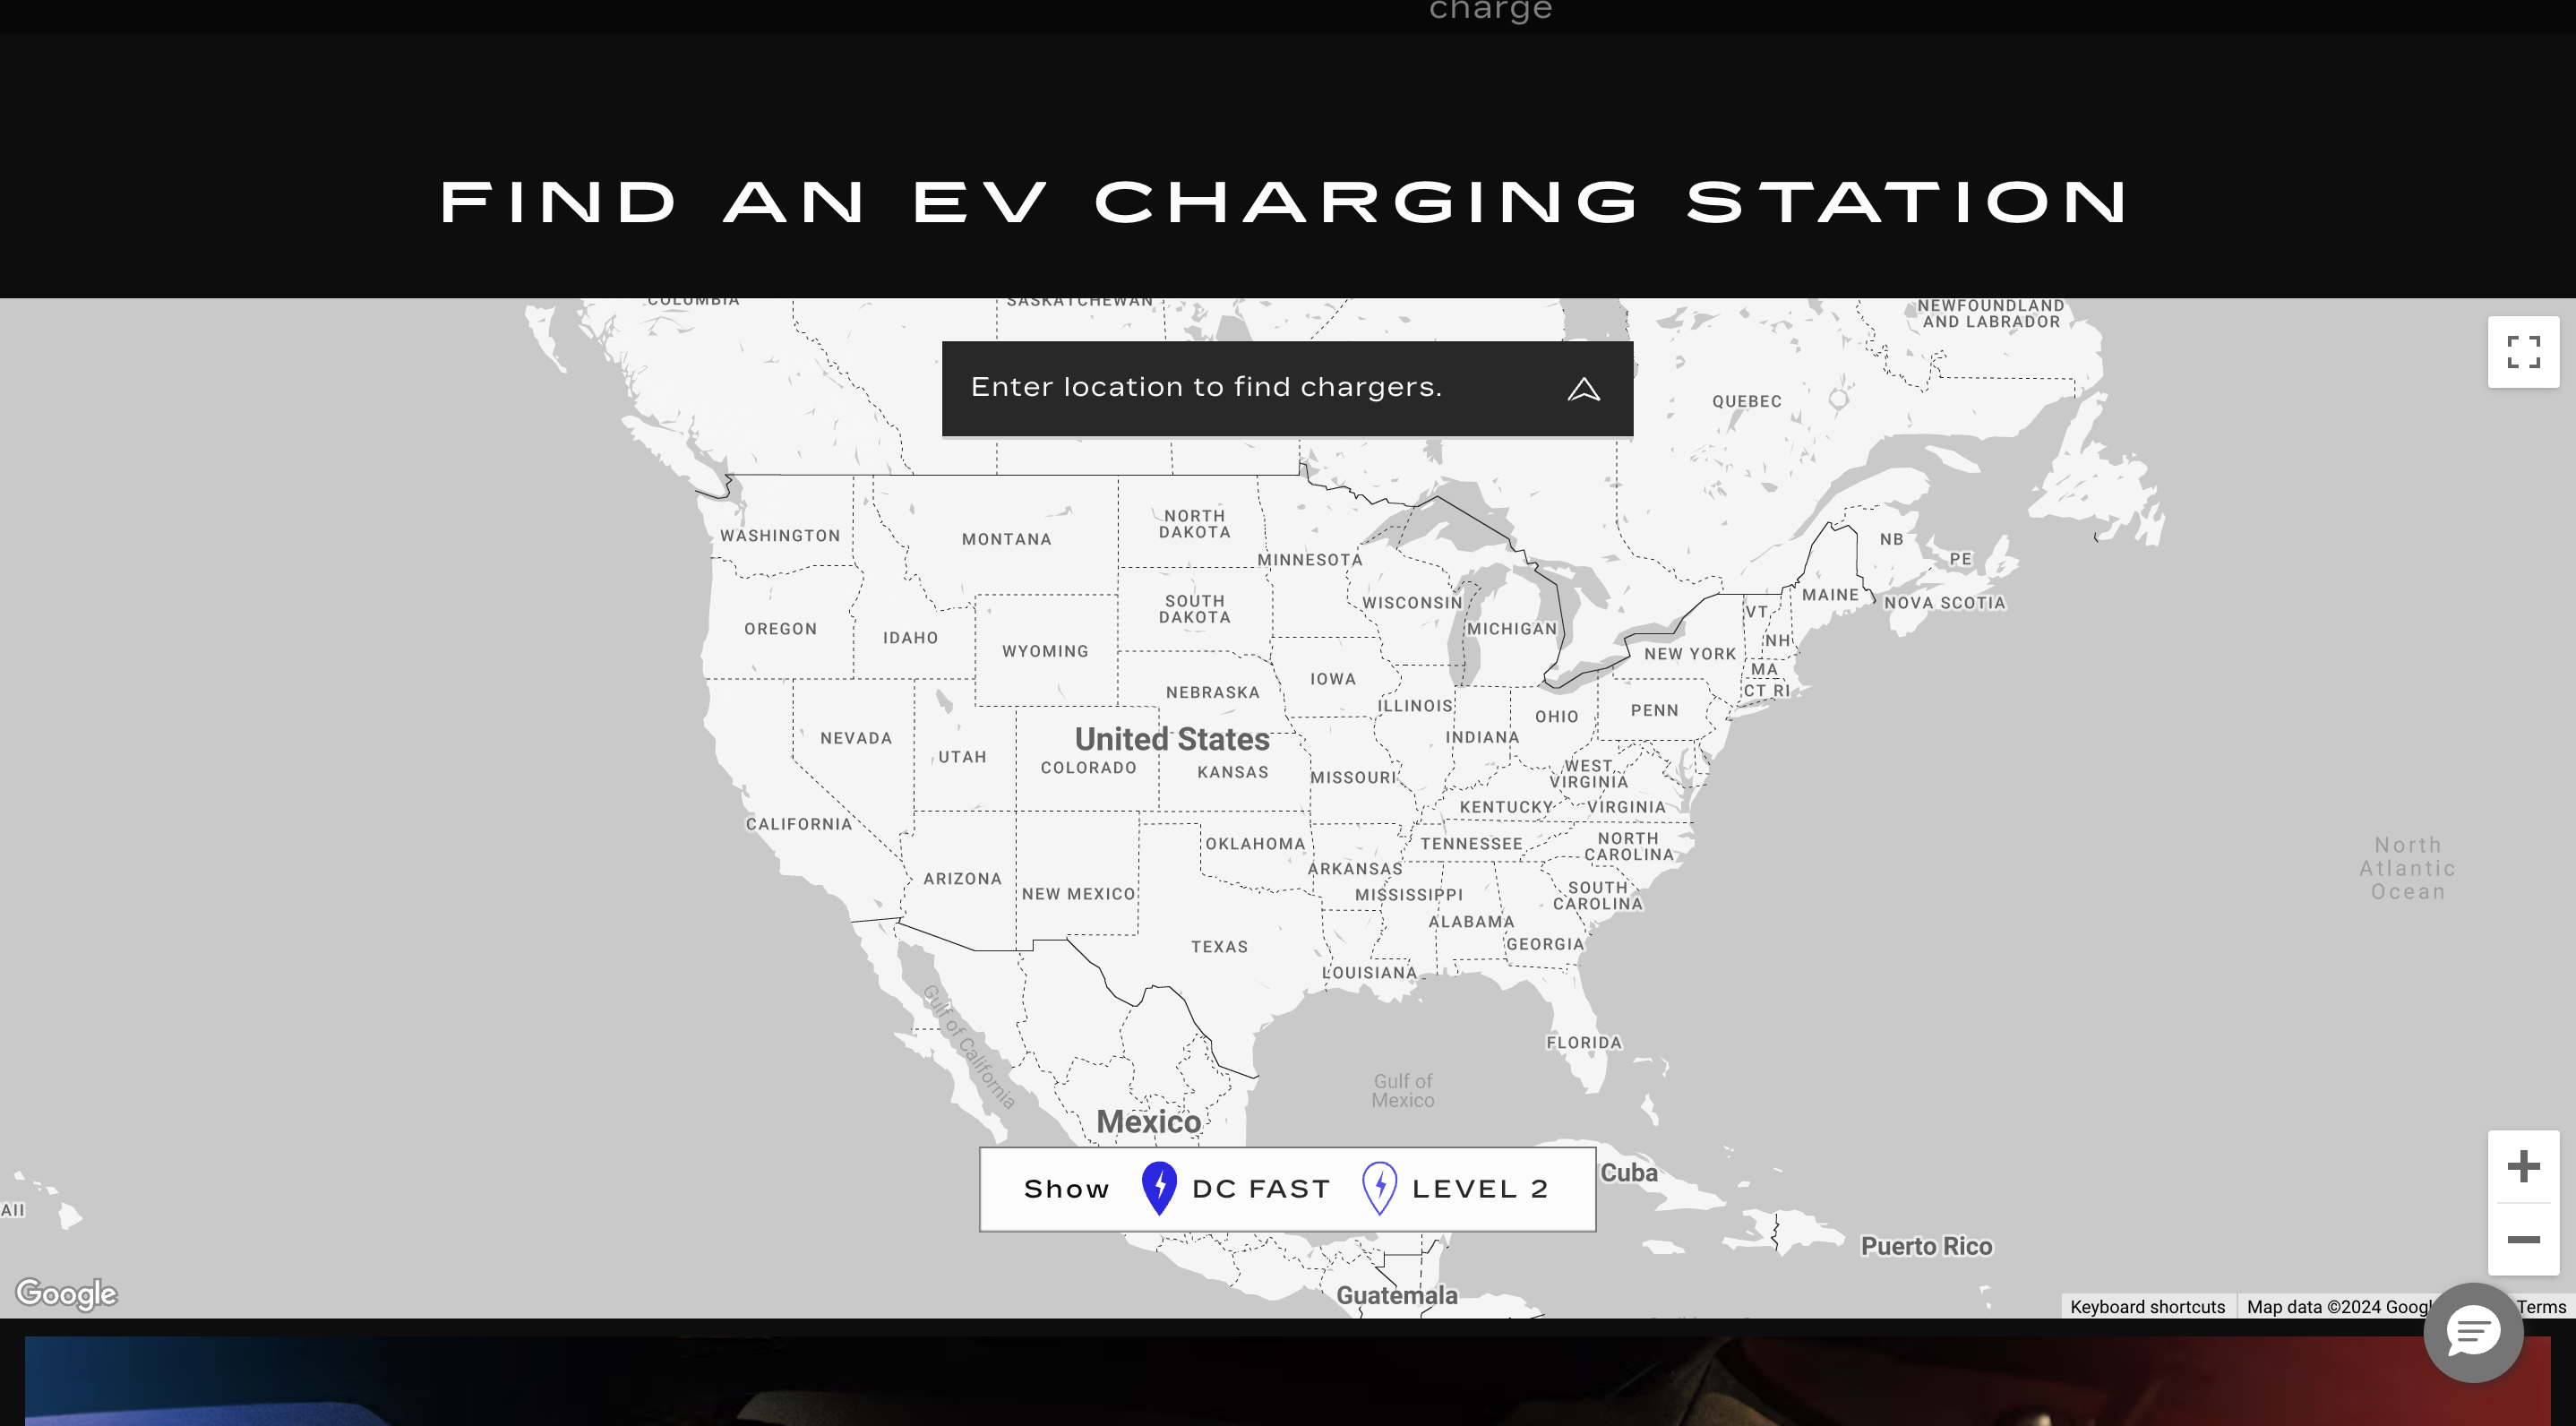 charge
FIND AN EV CHARGING STATION
COLUMBIA
SASKATCHEWAN
NEWFOUNDLAND
AND LABRADOR
Enter location to find chargers.
QUEBEC
WASHINGTON
MONTANA
NORTH
DAKOTA
MINNESOTA
NB
PE
SOUTH
DAKOTA
WISCONSIN
MAINE
NOVA SCOTIA
VT
OREGON
IDAHO
MICHIGAN
NH
WYOMING
NEW YORK
MA
IOWA
CT RI
NEBRASKA
ILLINOIS
PENN
OHIO
NEVADA
United States
INDIANA
UTAH
COLORADO
KANSAS
MISSOURI
WEST
VIRGINIA
KENTUCKY
VIRGINIA
CALIFORNIA
OKLAHOMA
TENNESSEE
NORTH
CAROLINA
North
Atlantic
Ocean
ARKANSAS
ARIZONA
NEW MEXICO
MISSISSIPPI
SOUTH
CAROLINA
ALABAMA
TEXAS
GEORGIA
LOUISIANA
Gulf of California
FLORIDA
Gulf of
Mexico
Mexico
Show DC FAST LEVEL 2
Cuba
AII
Puerto Rico
Google
Guatemala
Keyboard shortcuts
Map data ©2024 Googl
Terms